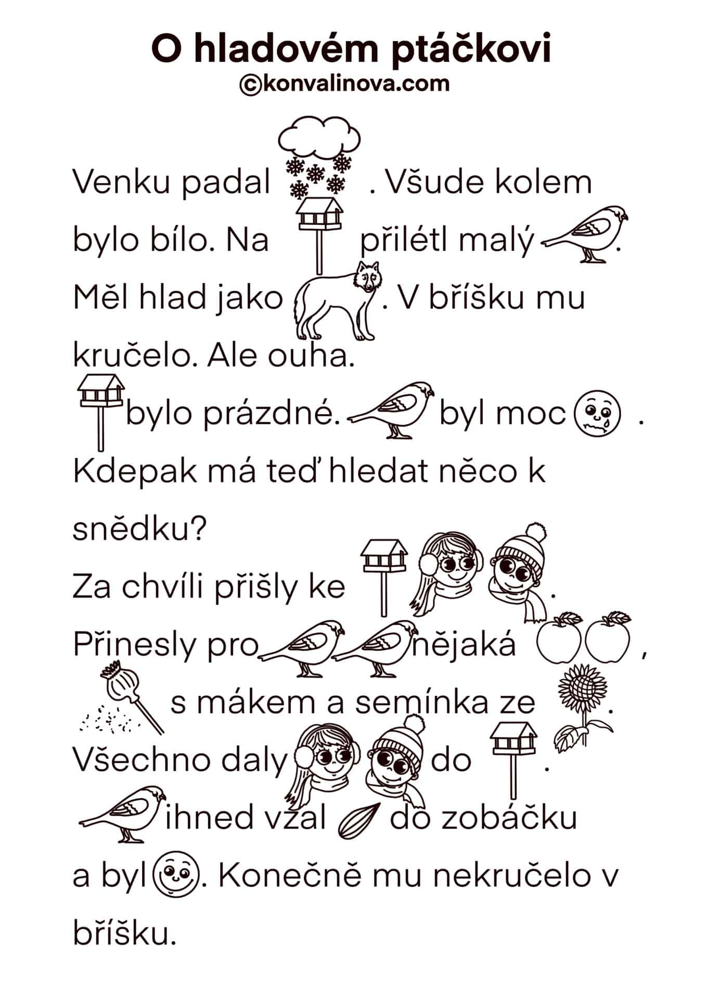 O hladovém ptáčkovi
©konvalinova.com
Venku padal . Všude kolem
bylo bílo. Na přilétl malý .
Měl hlad jako . V bříšku mu
kručelo. Ale ouha.
bylo prázdné. byl moc .
Kdepak má teď hledat něco k
snědku?
Za chvíli přišly ke .
Přinesly pro nějaká ,
s mákem a semínka ze .
Všechno daly do .
ihned vzal do zobáčku
a byl . Konečně mu nekručelo v
bříšku.